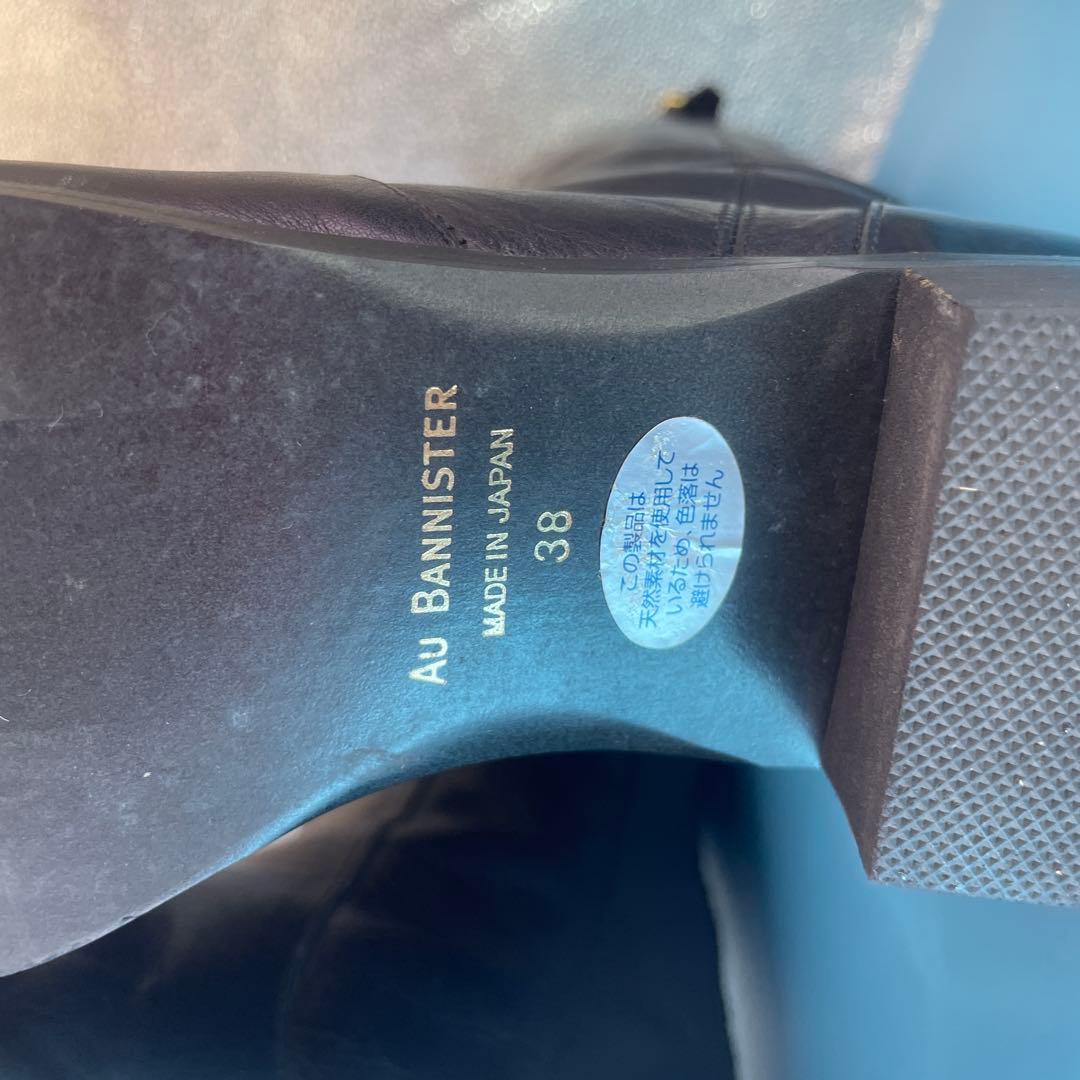 AU BANNISTER
MADE IN JAPAN
38
この製品は
天然素材を使用して
いるため、色落は
避けられません